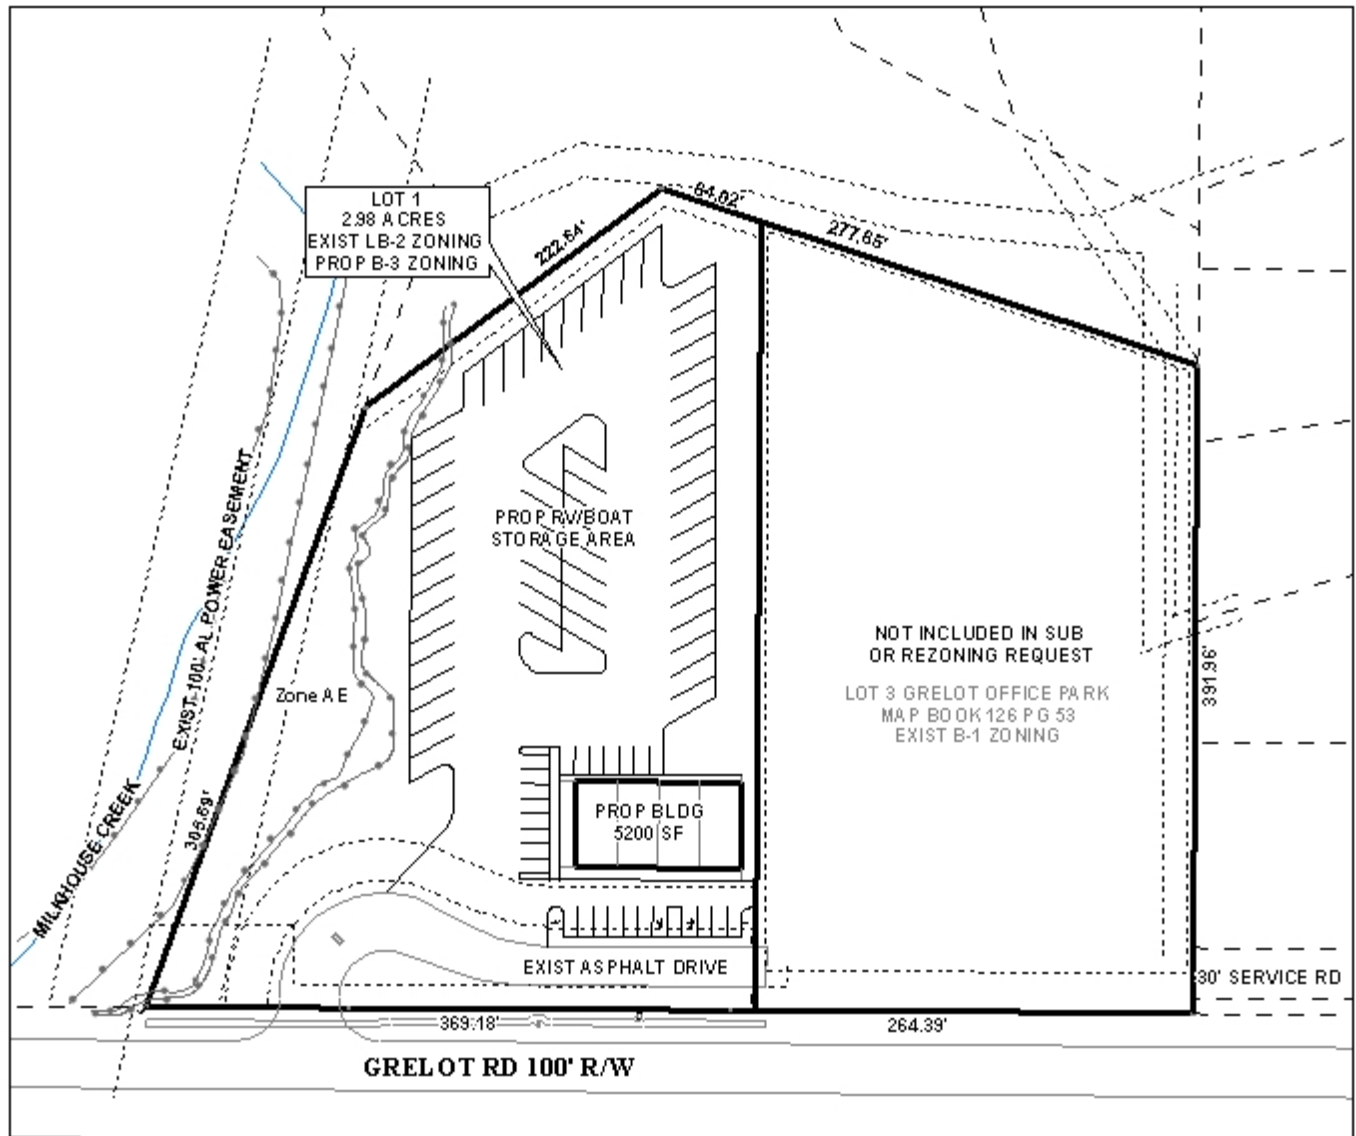 LOT 1
2.98 ACRES
EXIST LB-2 ZONING
PROP B-3 ZONING
222.64'
64.02'
277.65'
PROP RV/BOAT
STORAGE AREA
EXIST 100' AL POWER EASEMENT
NOT INCLUDED IN SUB
OR REZONING REQUEST
LOT 3 GRELOT OFFICE PARK
MAP BOOK 126 PG 53
EXIST B-1 ZONING
391.96'
Zone AE
MILKHOUSE CREEK
PROP BLDG
5200 SF
EXIST ASPHALT DRIVE
30' SERVICE RD
369.18'
264.39'
GRELOT RD 100' R/W